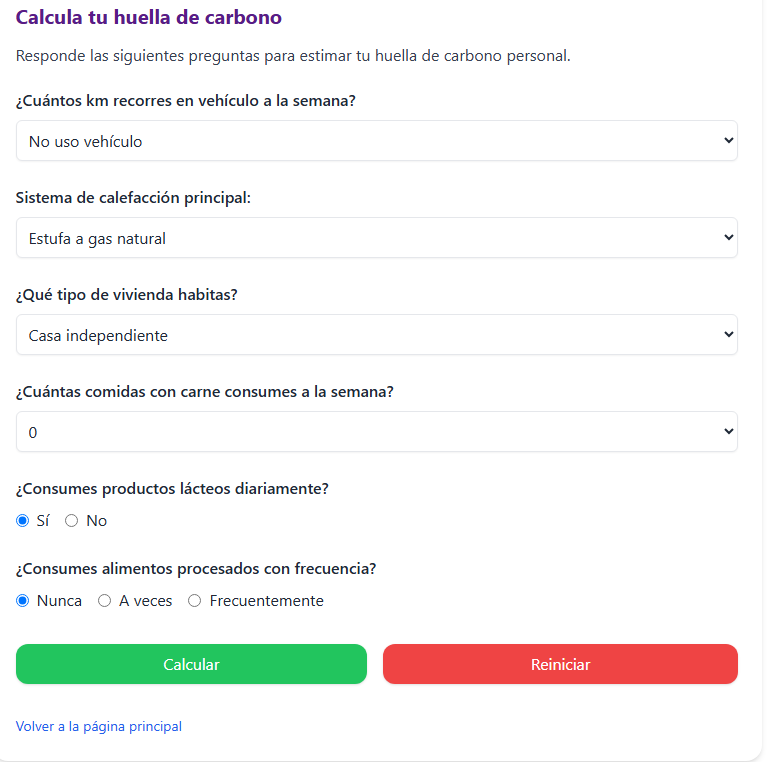 Calcula tu huella de carbono
Responde las siguientes preguntas para estimar tu huella de carbono personal.
¿Cuántos km recorres en vehículo a la semana?
No uso vehículo
Sistema de calefacción principal:
Estufa a gas natural
¿Qué tipo de vivienda habitas?
Casa independiente
¿Cuántas comidas con carne consumes a la semana?
0
¿Consumes productos lácteos diariamente?
Sí No
¿Consumes alimentos procesados con frecuencia?
Nunca A veces Frecuentemente
Calcular Reiniciar
Volver a la página principal